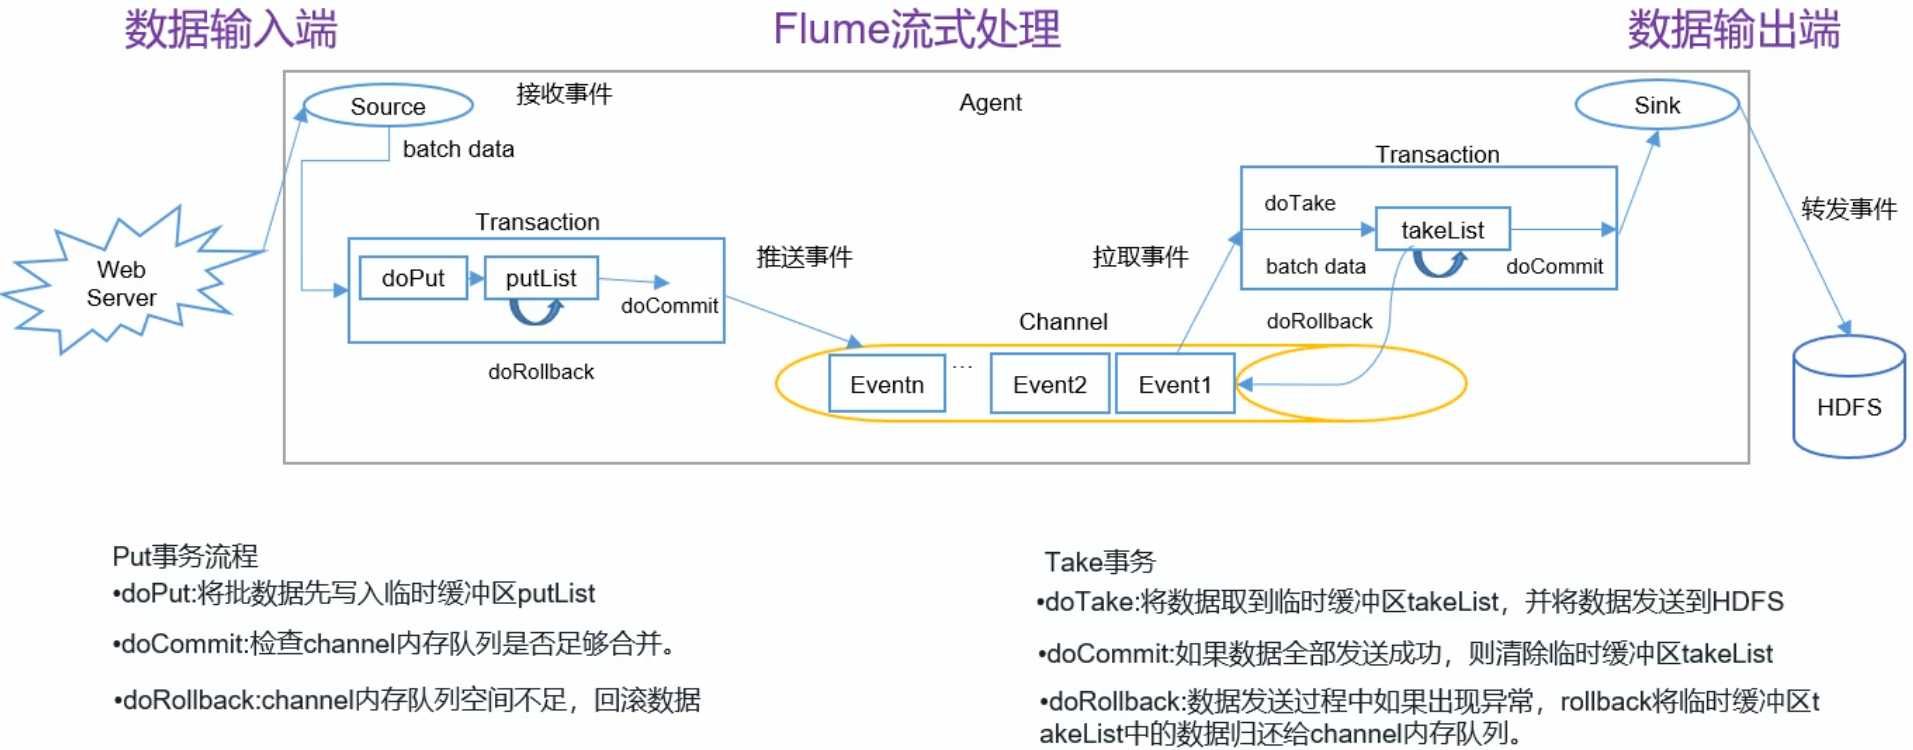 数据输入端
Flume流式处理
数据输出端
Source
接收事件
Agent
Sink
batch data
Transaction
doTake
takeList
转发事件
Transaction
Web
Server
doPut
putList
推送事件
拉取事件
batch data
doCommit
doCommit
Channel
doRollback
doRollback
Eventn
...
Event2
Event1
HDFS
Put事务流程
•doPut:将批数据先写入临时缓冲区putList
•doCommit:检查channel内存队列是否足够合并。
•doRollback:channel内存队列空间不足，回滚数据
Take事务
•doTake:将数据取到临时缓冲区takeList，并将数据发送到HDFS
•doCommit:如果数据全部发送成功，则清除临时缓冲区takeList
•doRollback:数据发送过程中如果出现异常，rollback将临时缓冲区t
akeList中的数据归还给channel内存队列。